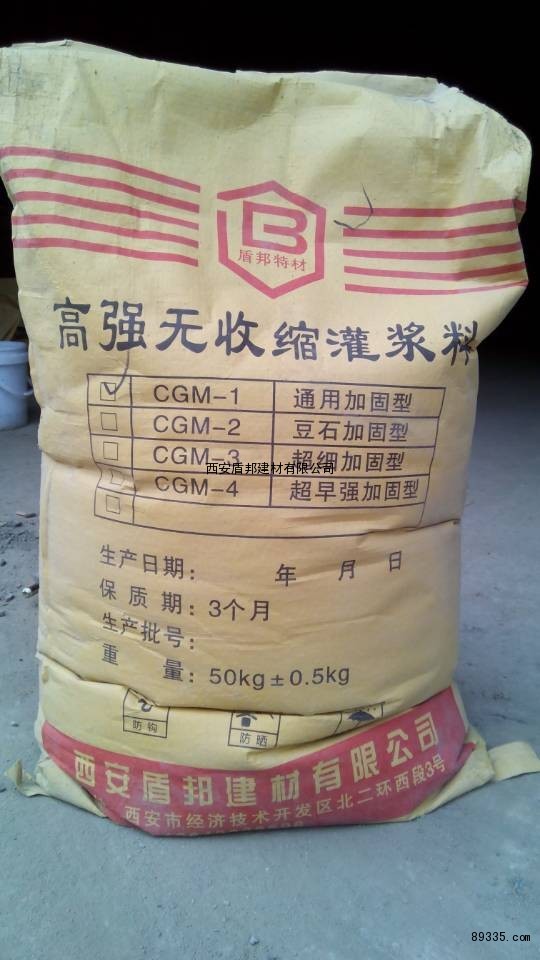 B
盾邦特材
高强无收缩灌浆料
CGM-1 通用加固型
CGM-2 豆石加固型
CGM-3 超细加固型
西安盾邦建材有限公司
CGM-4 超早强加固型
生产日期： 年 月 日
保质期：3个月
生产批号：
重 量：50kg±0.5kg
防钩 防晒
西安盾邦建材有限公司
西安市经济技术开发区北二环西段3号
89335.com